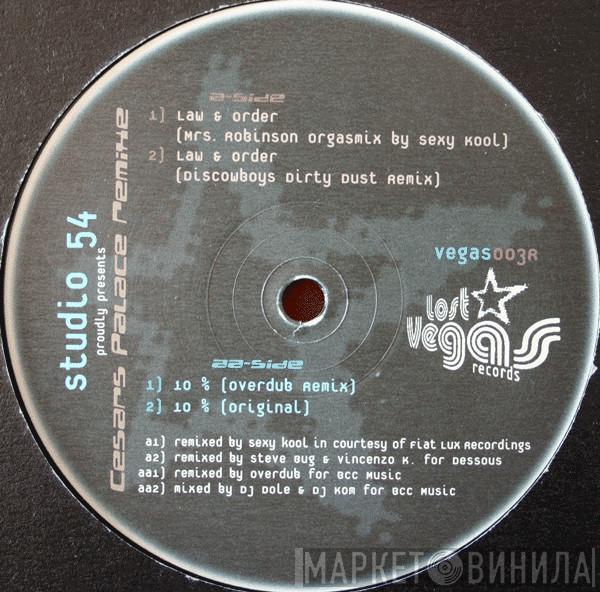 a-side
1) Law & Order
(Mrs. Robinson Orgasmix by Sexy Kool)
2) Law & Order
(Discowboys Dirty Dust Remix)
studio 54
proudly presents
Cesars Palace Remixe
vegas003R
Lost
Vegas
records
aa-side
1) 10 % (Overdub Remix)
2) 10 % (Original)
a1) remixed by Sexy Kool in courtesy of Fiat Lux Recordings
a2) remixed by Steve Bug & Vincenzo K. for Dessous
aa1) remixed by Overdub for BCC Music
aa2) mixed by DJ Dole & DJ Kom for BCC Music
МАРКЕТ ВИНИЛА